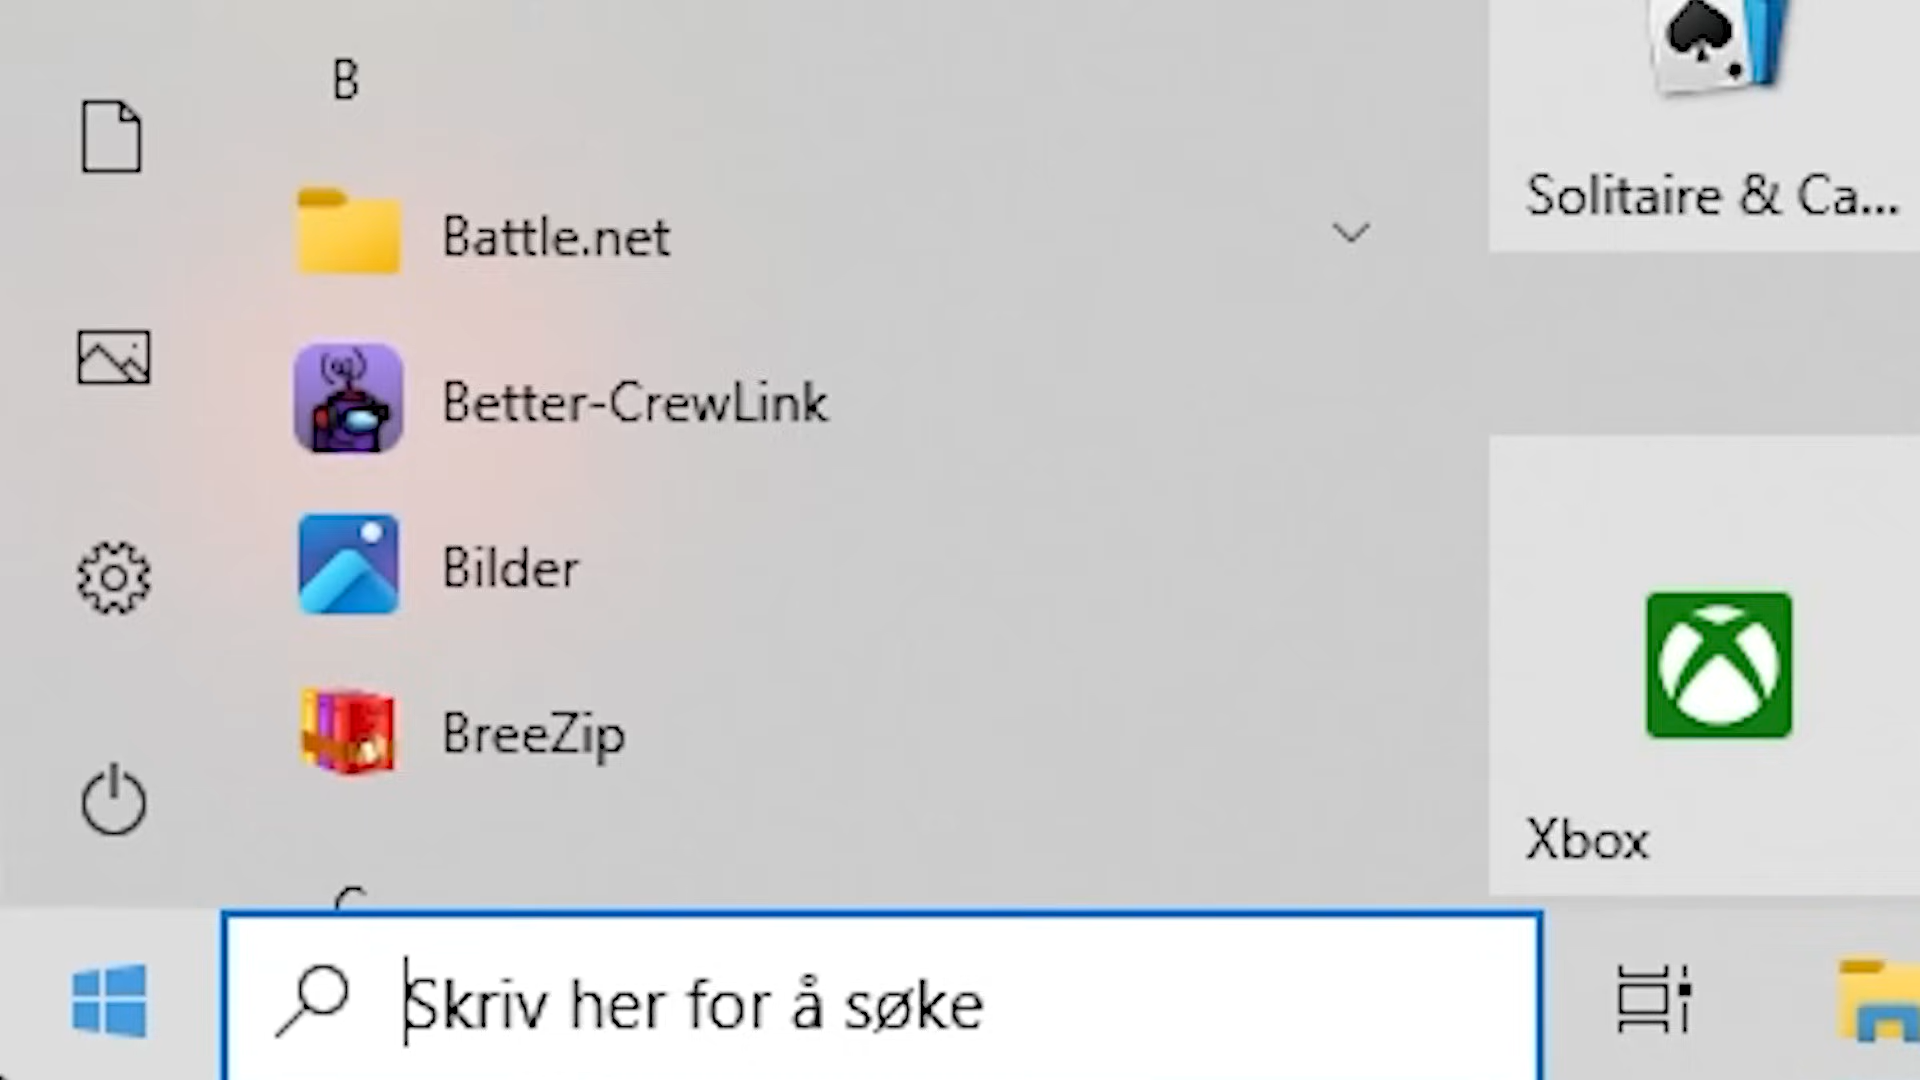 B
Battle.net
Better-CrewLink
Bilder
BreeZip
Solitaire & Ca...
Xbox
Skriv her for å søke